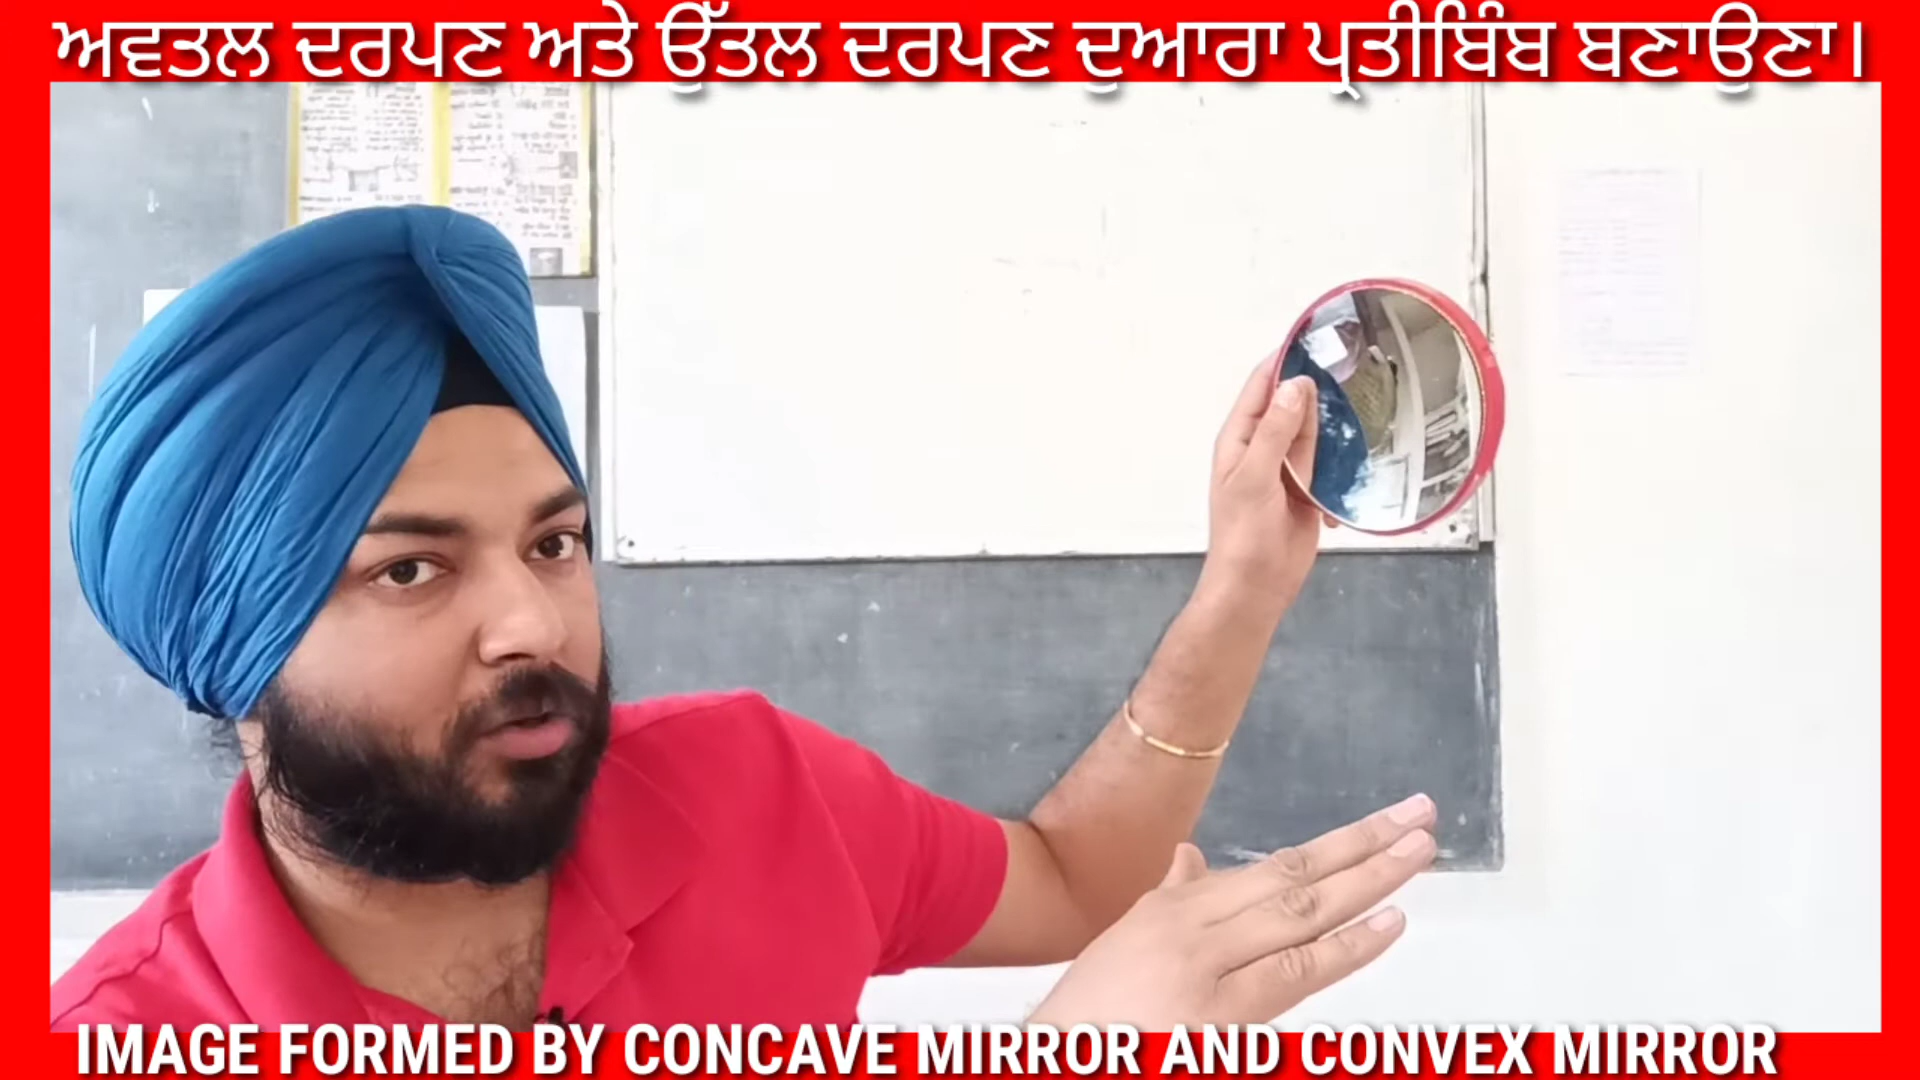 ਅਵਤਲ ਦਰਪਣ ਅਤੇ ਉੱਤਲ ਦਰਪਣ ਦੁਆਰਾ ਪ੍ਰਤੀਬਿੰਬ ਬਣਾਉਣਾ।
IMAGE FORMED BY CONCAVE MIRROR AND CONVEX MIRROR